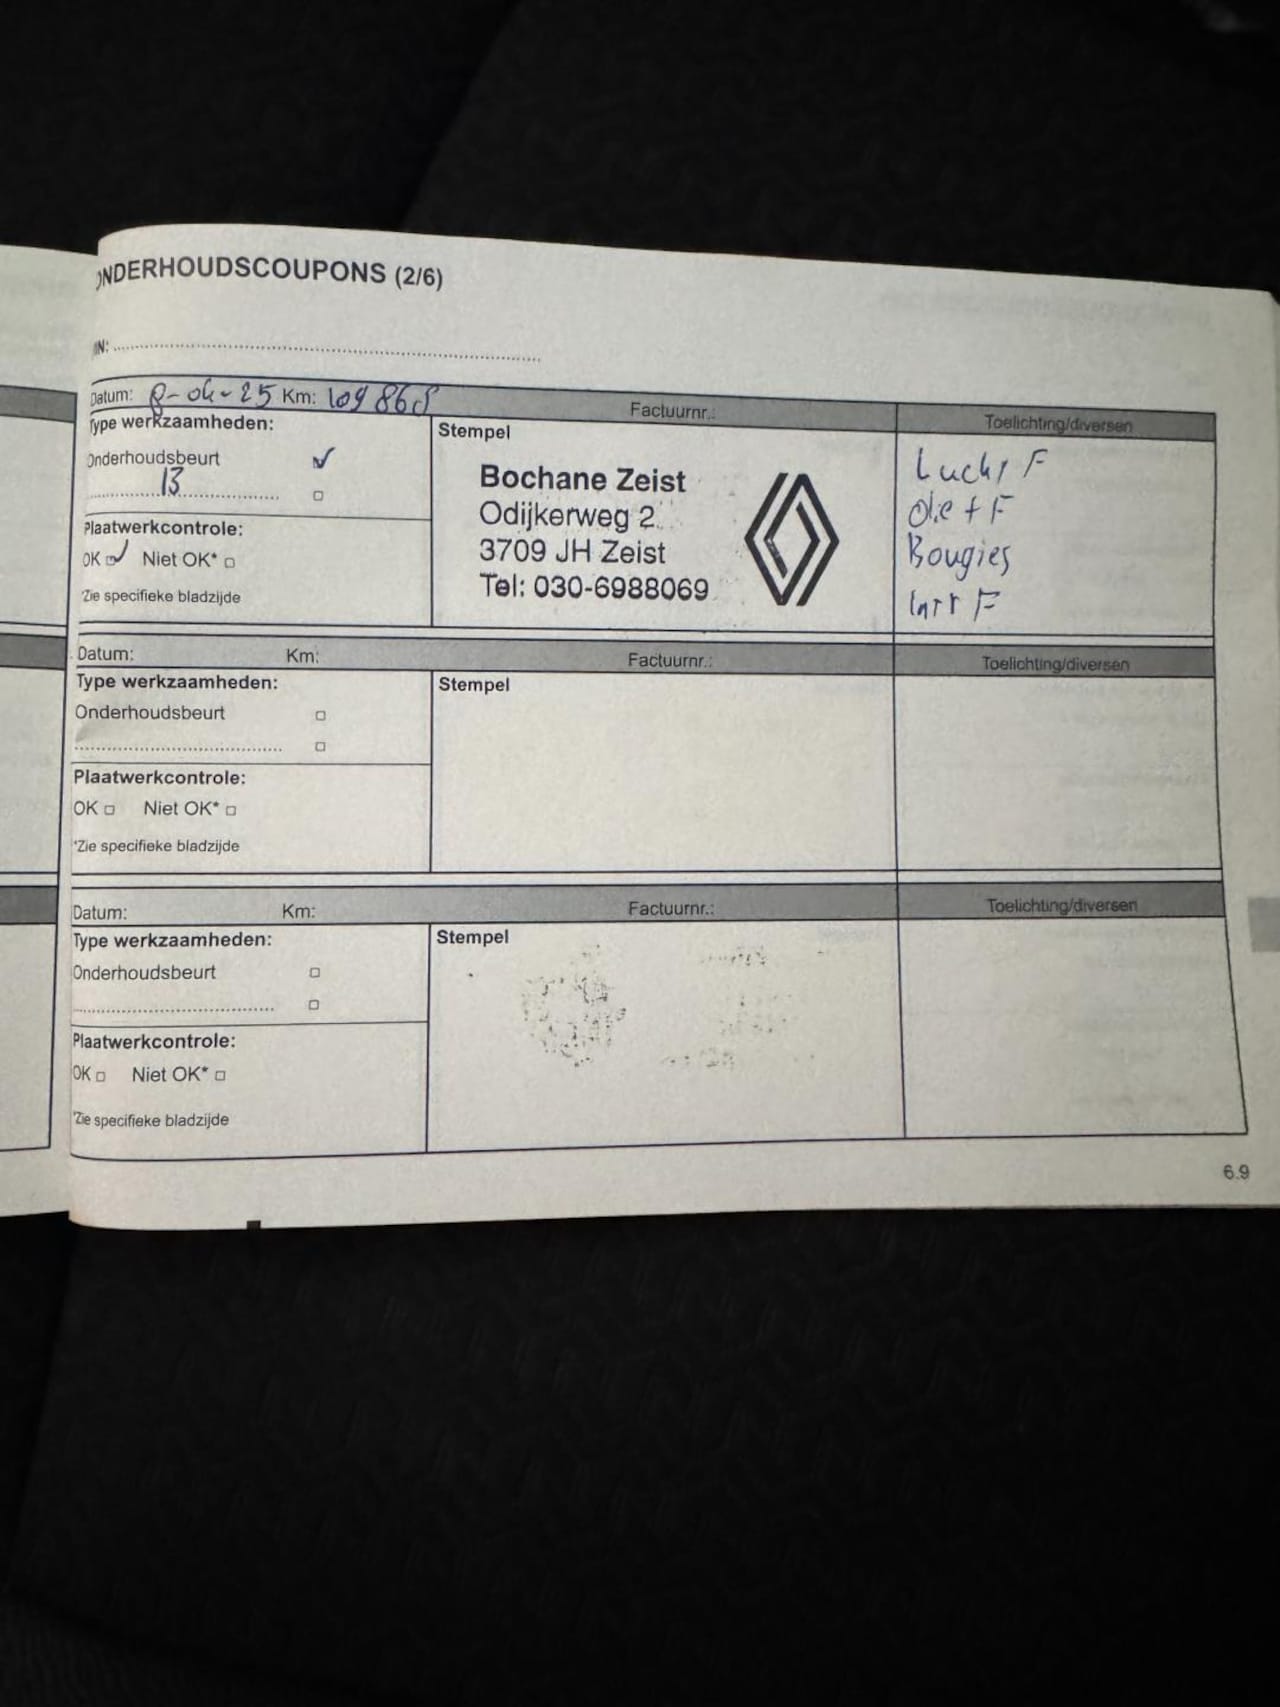 ONDERHOUDSCOUPONS (2/6)
Datum: 8-04-25 Km: 109 868 Factuurnr.: Toelichting/diversen
Type werkzaamheden:
Onderhoudsbeurt
13
Plaatwerkcontrole:
OK Niet OK*
*Zie specifieke bladzijde
Stempel
Bochane Zeist
Odijkerweg 2
3709 JH Zeist
Tel: 030-6988069
Lucht F
Olie + F
Bougies
Intr F
Datum: Km: Factuurnr.: Toelichting/diversen
Type werkzaamheden:
Onderhoudsbeurt
Plaatwerkcontrole:
OK Niet OK*
*Zie specifieke bladzijde
Stempel
Datum: Km: Factuurnr.: Toelichting/diversen
Type werkzaamheden:
Onderhoudsbeurt
Plaatwerkcontrole:
OK Niet OK*
*Zie specifieke bladzijde
Stempel
6.9